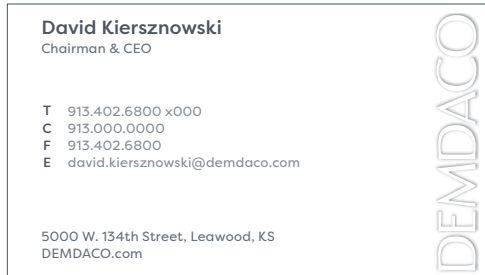 David Kiersznowski
Chairman & CEO
T 913.402.6800 x000
C 913.000.0000
F 913.402.6800
E david.kiersznowski@demdaco.com
5000 W. 134th Street, Leawood, KS
DEMDACO.com
DEMDACO